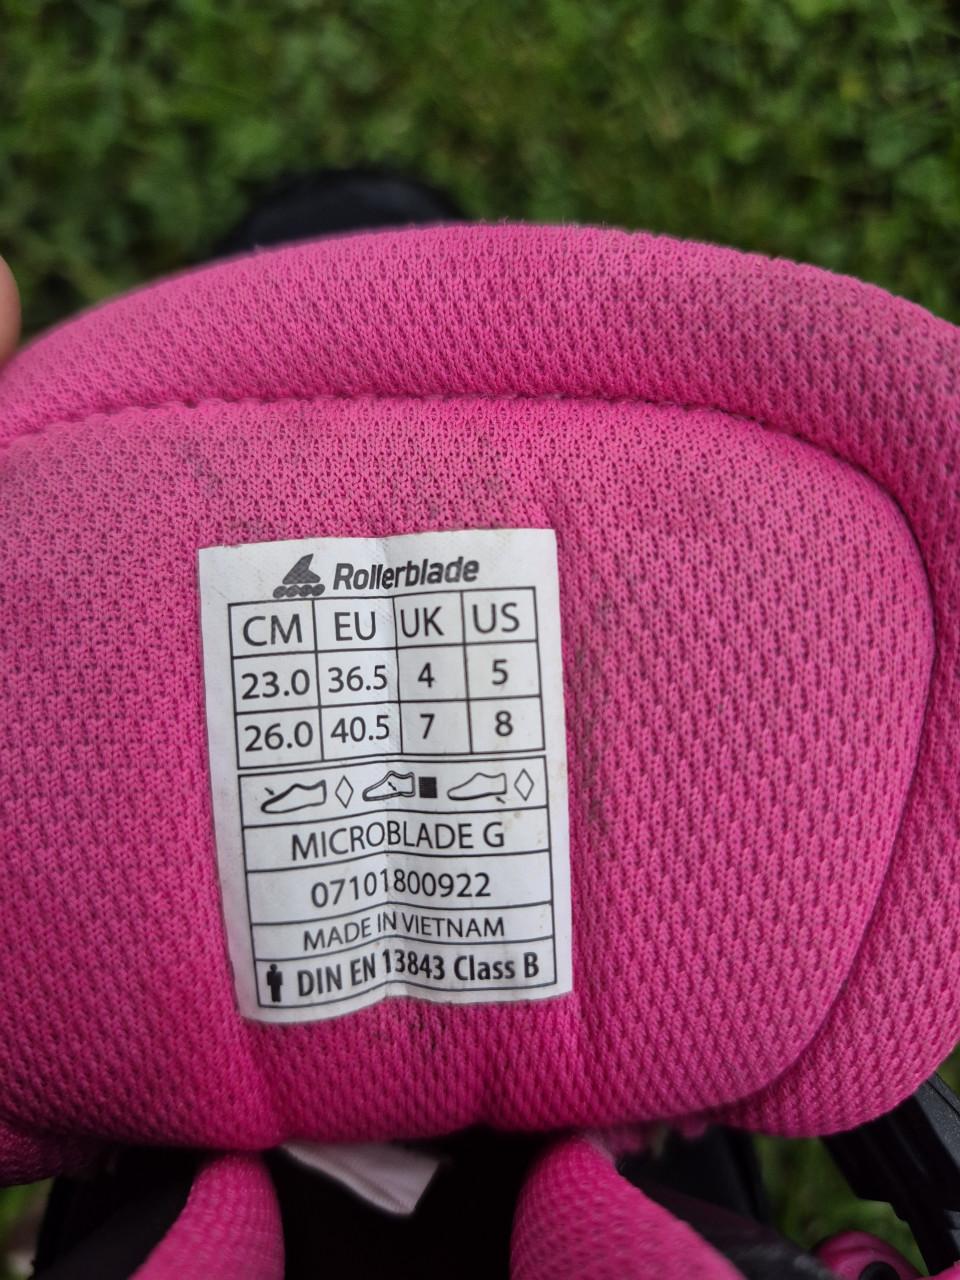 Rollerblade
CM EU UK US
23.0 36.5 4 5
26.0 40.5 7 8
MICROBLADE G
07101800922
MADE IN VIETNAM
DIN EN 13843 Class B